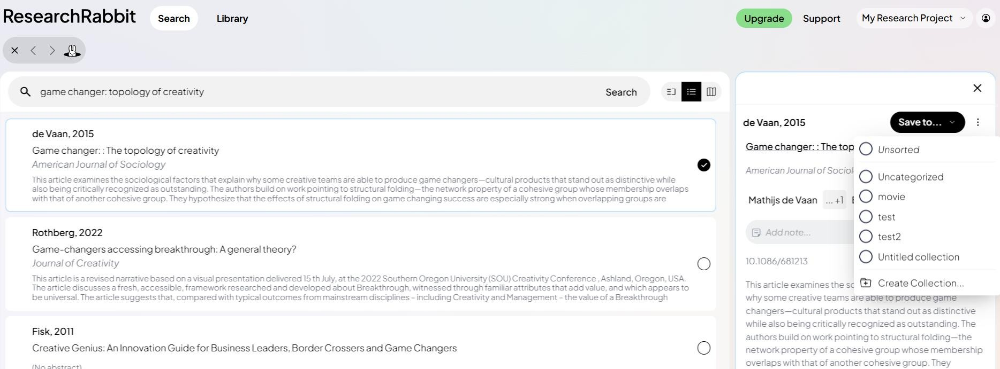 ResearchRabbit
Search
Library
Upgrade
Support
My Research Project
game changer: topology of creativity
Search
de Vaan, 2015
Game changer: : The topology of creativity
American Journal of Sociology
This article examines the sociological factors that explain why some creative teams are able to produce game changers—cultural products that stand out as distinctive while
also being critically recognized as outstanding. The authors build on work pointing to structural folding—the network property of a cohesive group whose membership overlaps
with that of another cohesive group. They hypothesize that the effects of structural folding on game changing success are especially strong when overlapping groups are
Rothberg, 2022
Game-changers accessing breakthrough: A general theory?
Journal of Creativity
This article is a revised narrative based on a visual presentation delivered 15 th July, at the 2022 Southern Oregon University (SOU) Creativity Conference , Ashland, Oregon, USA.
The article discusses a fresh, accessible, framework researched and developed about Breakthrough, witnessed through familiar attributes that add value, and which appears to
be universal. The article suggests that, compared with typical outcomes from mainstream disciplines – including Creativity and Management – the value of a Breakthrough
Fisk, 2011
Creative Genius: An Innovation Guide for Business Leaders, Border Crossers and Game Changers
(No abstract)
de Vaan, 2015
Save to...
Game changer: : The top
American Journal of Sociol
Mathijs de Vaan ... +1
Add note...
10.1086/681213
This article examines the sc
why some creative teams are able to produce game
changers—cultural products that stand out as distinctive
while also being critically recognized as outstanding. The
authors build on work pointing to structural folding—the
network property of a cohesive group whose membership
overlaps with that of another cohesive group. They
Unsorted
Uncategorized
movie
test
test2
Untitled collection
Create Collection...